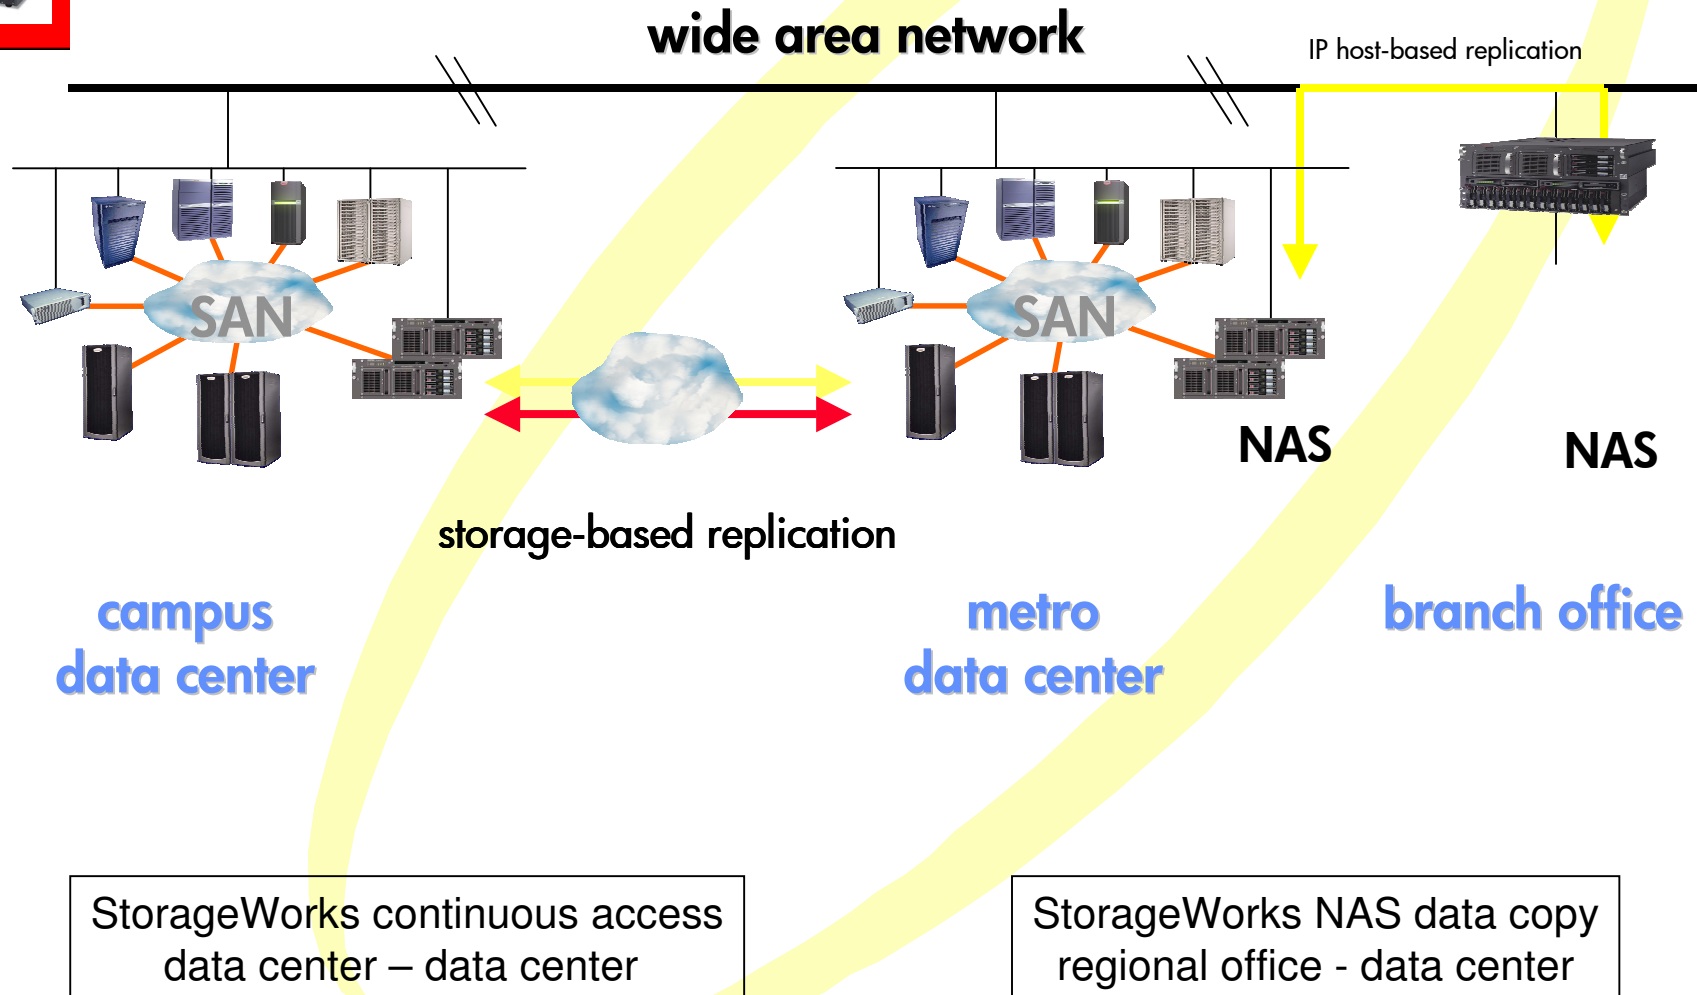 wide area network
IP host-based replication
SAN
SAN
NAS
NAS
storage-based replication
campus
data center
metro
data center
branch office
StorageWorks continuous access
data center – data center
StorageWorks NAS data copy
regional office - data center